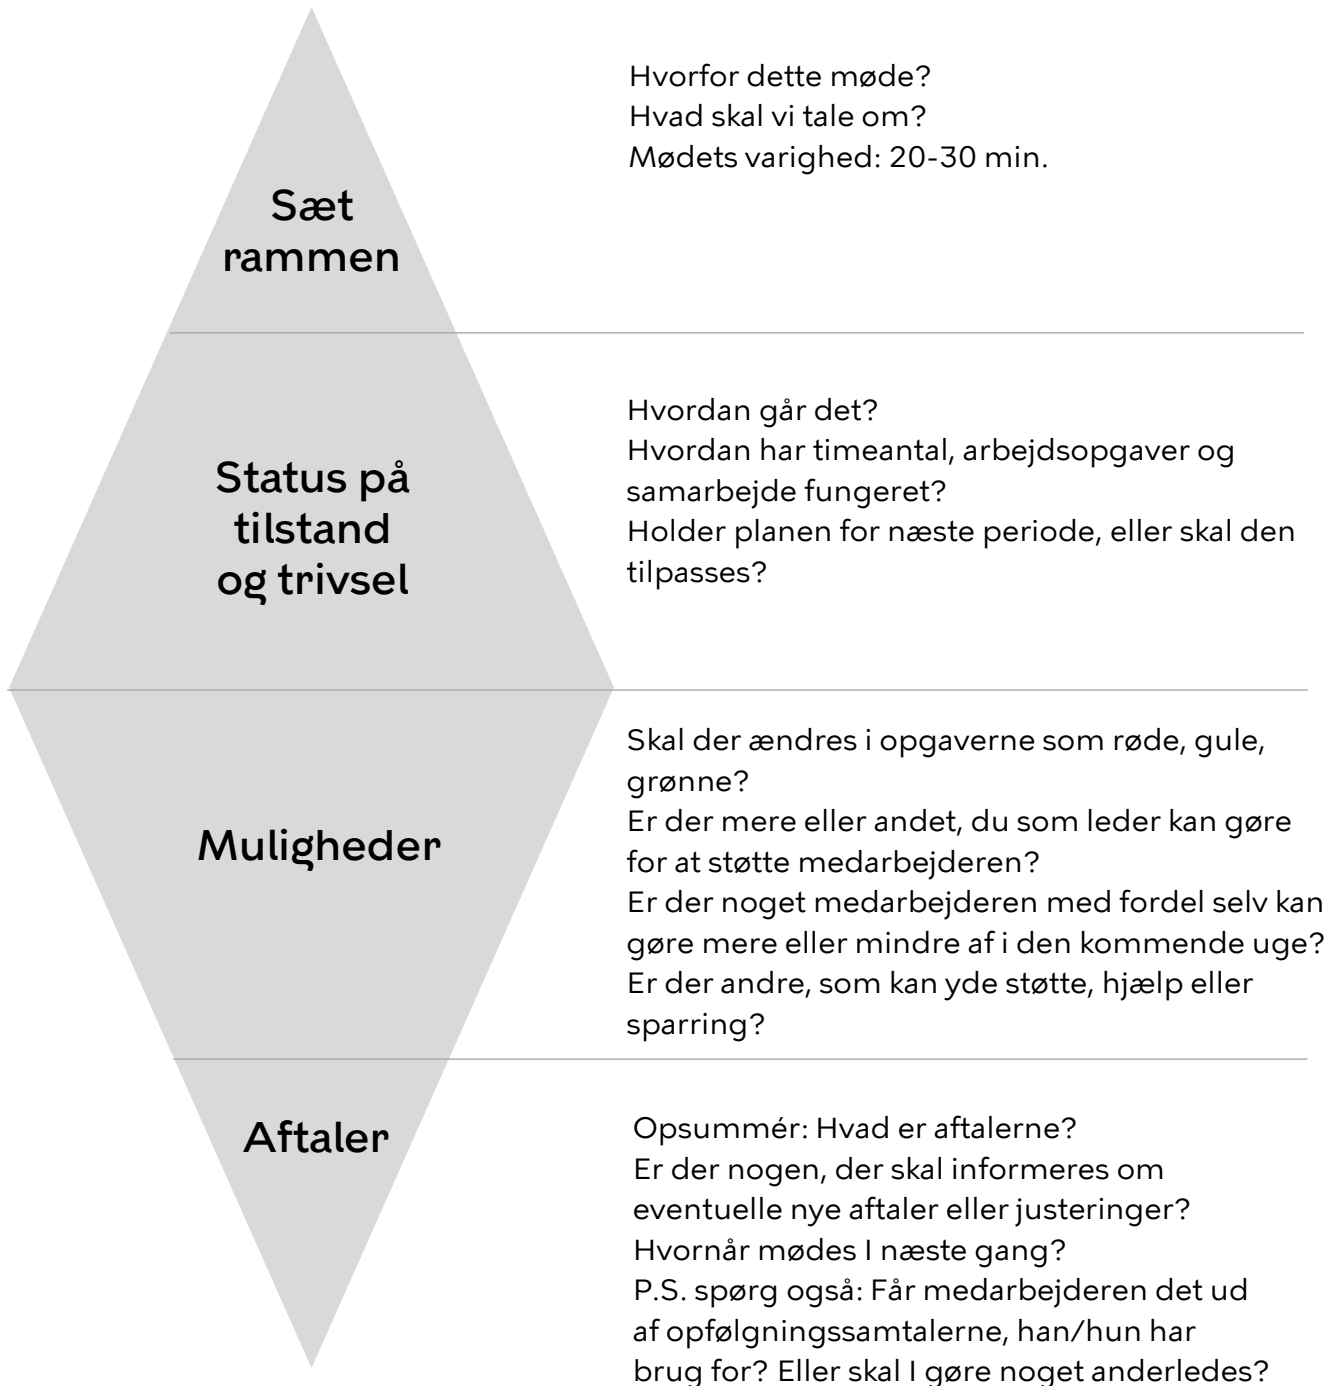 Sæt
rammen
Hvorfor dette møde?
Hvad skal vi tale om?
Mødets varighed: 20-30 min.
Status på
tilstand
og trivsel
Hvordan går det?
Hvordan har timeantal, arbejdsopgaver og
samarbejde fungeret?
Holder planen for næste periode, eller skal den
tilpasses?
Muligheder
Skal der ændres i opgaverne som røde, gule,
grønne?
Er der mere eller andet, du som leder kan gøre
for at støtte medarbejderen?
Er der noget medarbejderen med fordel selv kan
gøre mere eller mindre af i den kommende uge?
Er der andre, som kan yde støtte, hjælp eller
sparring?
Aftaler
Opsummér: Hvad er aftalerne?
Er der nogen, der skal informeres om
eventuelle nye aftaler eller justeringer?
Hvornår mødes I næste gang?
P.S. spørg også: Får medarbejderen det ud
af opfølgningssamtalerne, han/hun har
brug for? Eller skal I gøre noget anderledes?